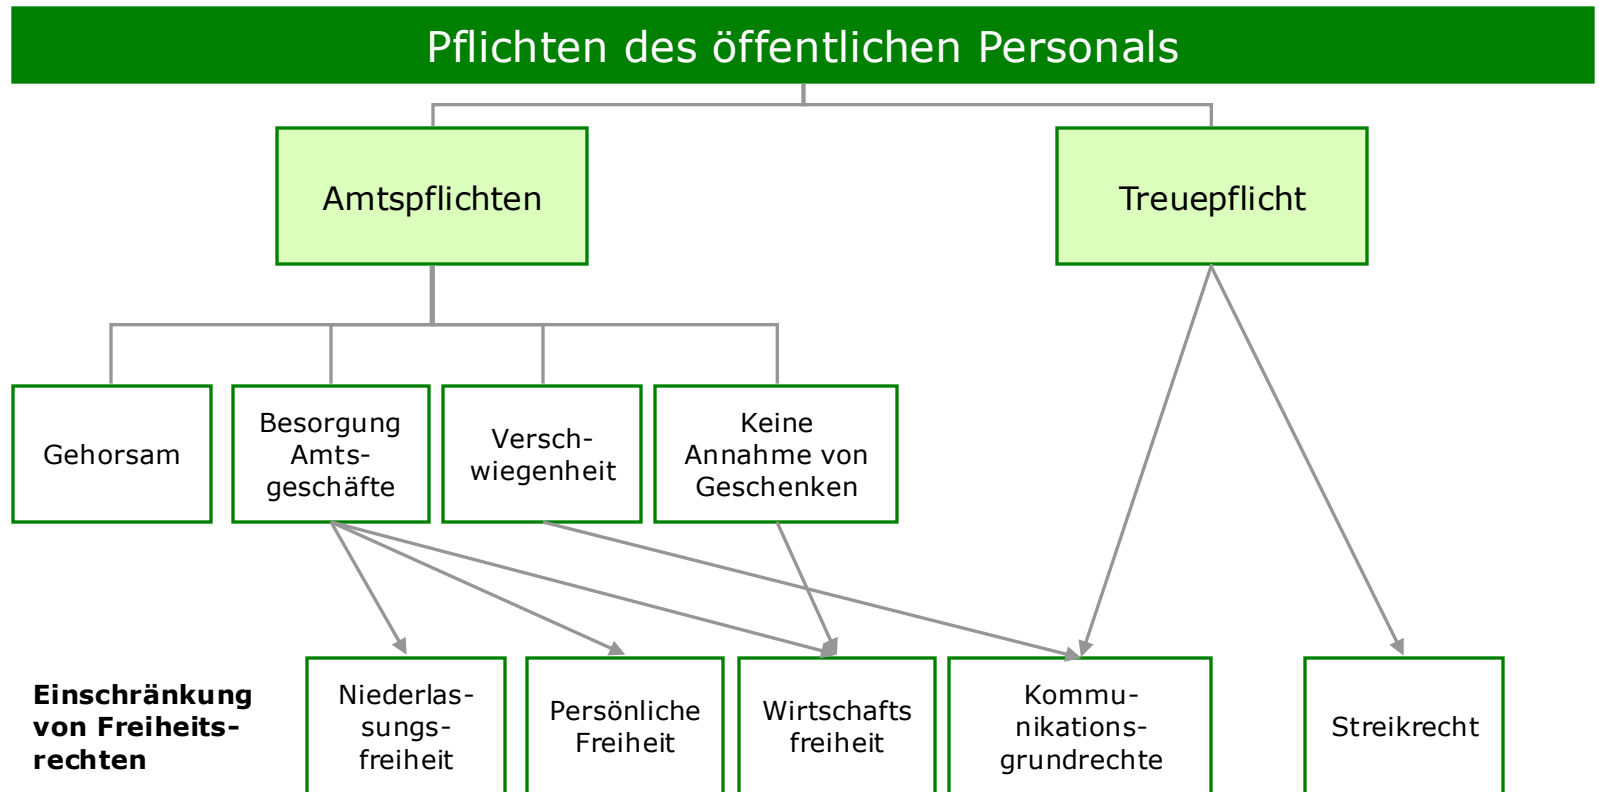 Pflichten des öffentlichen Personals
Amtspflichten
Treuepflicht
Gehorsam
Besorgung
Amts-
geschäfte
Versch-
wiegenheit
Keine
Annahme von
Geschenken
Einschränkung
von Freiheits-
rechten
Niederlas-
sungs-
freiheit
Persönliche
Freiheit
Wirtschafts
freiheit
Kommu-
nikations-
grundrechte
Streikrecht